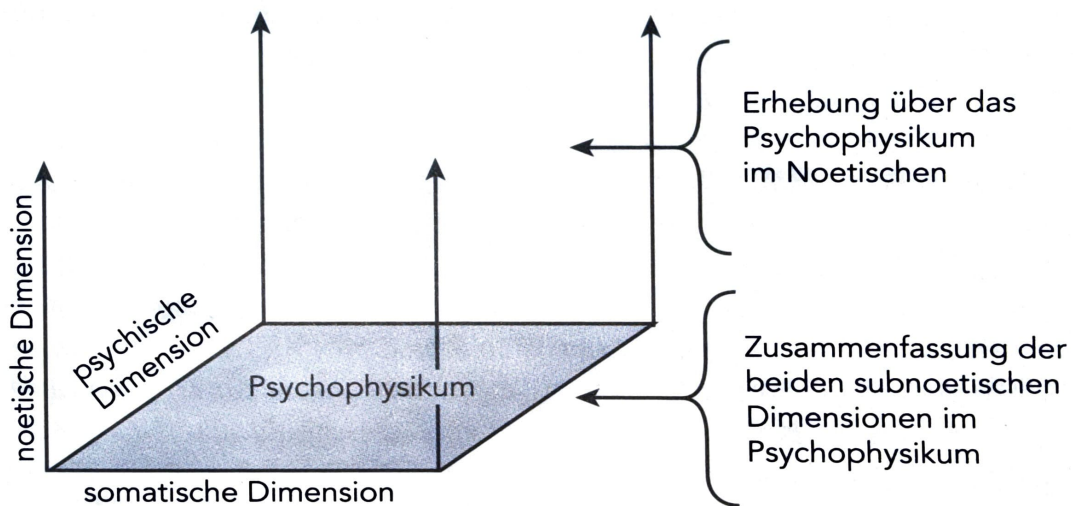 Erhebung über das
Psychophysikum
im Noetischen
noetische Dimension
psychische
Dimension
Psychophysikum
somatische Dimension
Zusammenfassung der
beiden subnoetischen
Dimensionen im
Psychophysikum